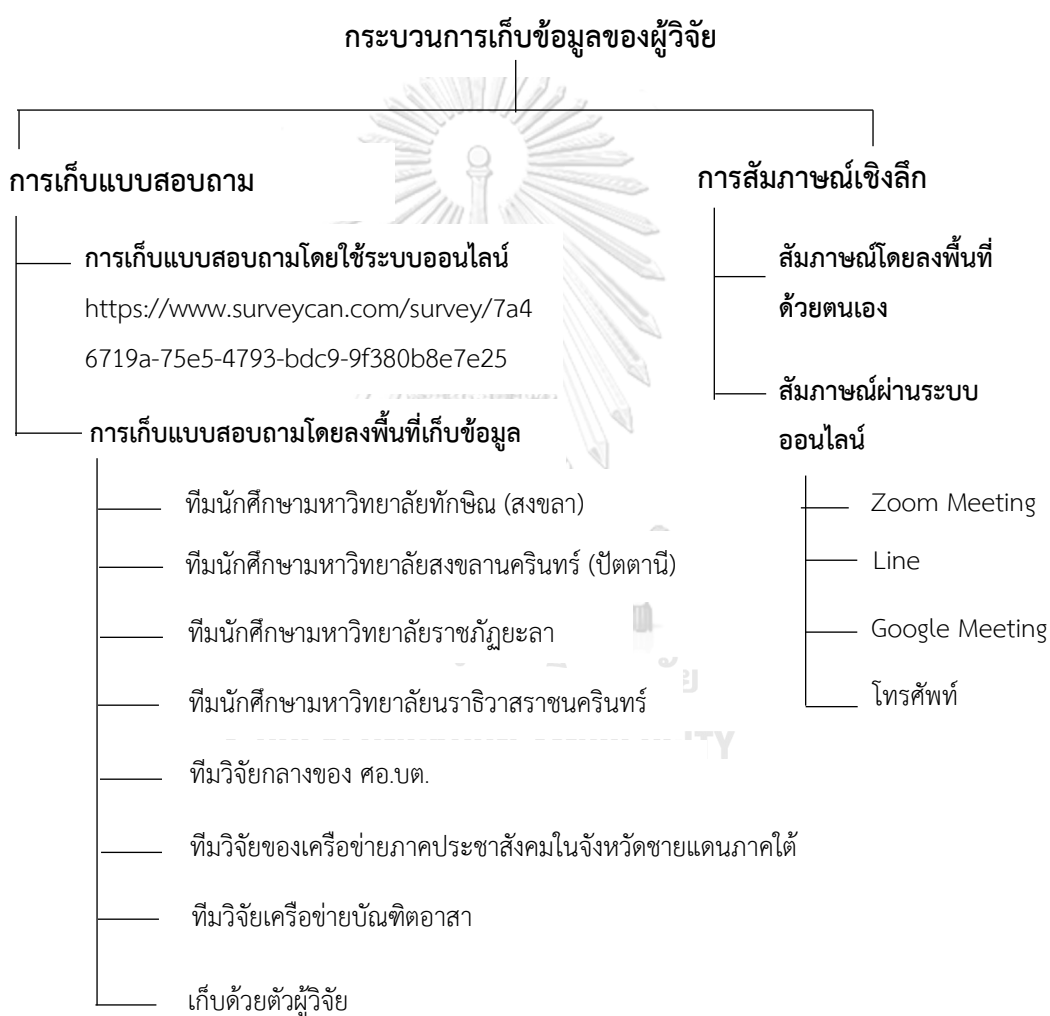 กระบวนการเก็บข้อมูลของผู้วิจัย
การเก็บแบบสอบถาม
การเก็บแบบสอบถามโดยใช้ระบบออนไลน์
https://www.surveycan.com/survey/7a4
6719a-75e5-4793-bdc9-9f380b8e7e25
การเก็บแบบสอบถามโดยลงพื้นที่เก็บข้อมูล
ทีมนักศึกษามหาวิทยาลัยทักษิณ (สงขลา)
ทีมนักศึกษามหาวิทยาลัยสงขลานครินทร์ (ปัตตานี)
ทีมนักศึกษามหาวิทยาลัยราชภัฏยะลา
ทีมนักศึกษามหาวิทยาลัยนราธิวาสราชนครินทร์
ทีมวิจัยกลางของ ศอ.บต.
ทีมวิจัยของเครือข่ายภาคประชาสังคมในจังหวัดชายแดนภาคใต้
ทีมวิจัยเครือข่ายบัณฑิตอาสา
เก็บด้วยตัวผู้วิจัย
การสัมภาษณ์เชิงลึก
สัมภาษณ์โดยลงพื้นที่
ด้วยตนเอง
สัมภาษณ์ผ่านระบบ
ออนไลน์
Zoom Meeting
Line
Google Meeting
โทรศัพท์